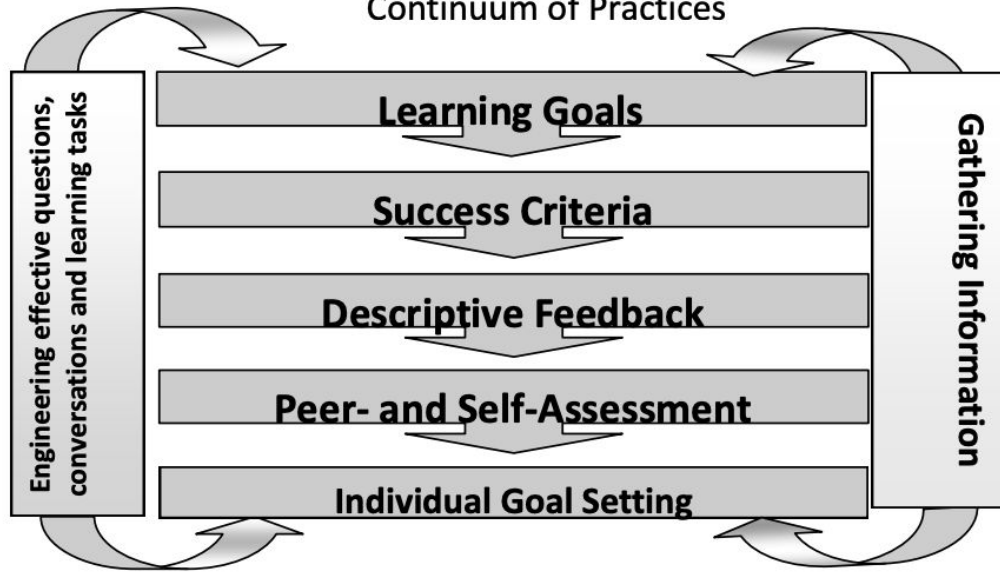 Continuum of Practices
Engineering effective questions,
conversations and learning tasks
Learning Goals
Success Criteria
Descriptive Feedback
Peer- and Self-Assessment
Individual Goal Setting
Gathering Information